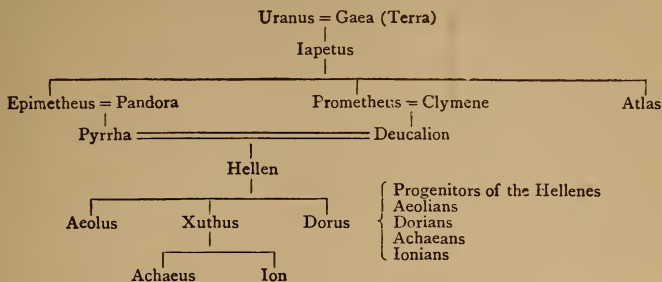 Uranus = Gaea (Terra)
Iapetus
Epimetheus = Pandora Prometheus = Clymene Atlas
Pyrrha Deucalion
Hellen
Aeolus Xuthus Dorus
Progenitors of the Hellenes
Aeolians
Dorians
Achaeans
Ionians
Achaeus Ion